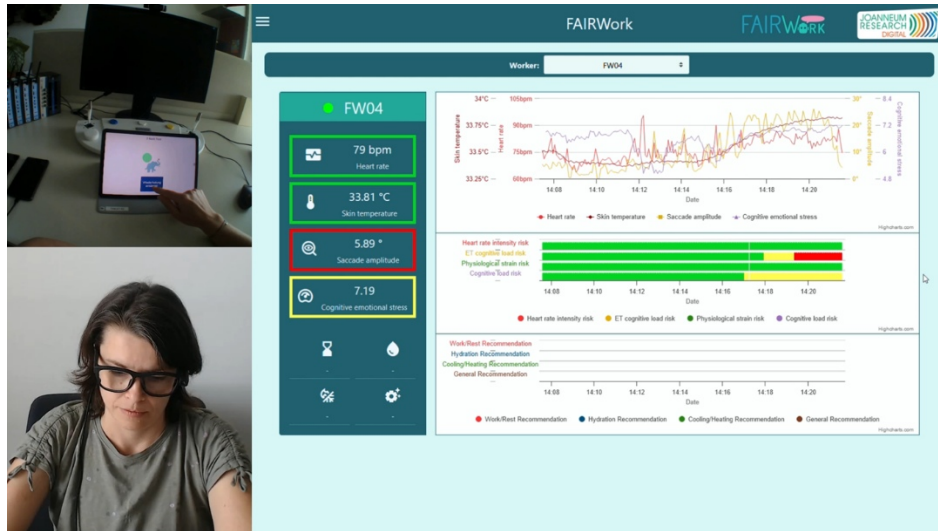 FAIRWork
FAIRWORK
JOANNEUM
RESEARCH
DIGITAL
Worker: FW04
FW04
79 bpm
Heart rate
33.81 °C
Skin temperature
5.89 °
Saccade amplitude
7.19
Cognitive emotional stress
-
-
-
-
34°C
33.75°C
33.5°C
33.25°C
Skin temperature
105bpm
90bpm
75bpm
60bpm
Heart rate
30°
20°
10°
0°
Saccade amplitude
8.4
7.2
6
4.8
Cognitive emotional stress
14:08 14:10 14:12 14:14 14:16 14:18 14:20
Date
Heart rate Skin temperature Saccade amplitude Cognitive emotional stress
Highcharts.com
Heart rate intensity risk
ET cognitive load risk
Physiological strain risk
Cognitive load risk
14:08 14:10 14:12 14:14 14:16 14:18 14:20
Date
Heart rate intensity risk ET cognitive load risk Physiological strain risk Cognitive load risk
Highcharts.com
Work/Rest Recommendation
Hydration Recommendation
Cooling/Heating Recommendation
General Recommendation
14:08 14:10 14:12 14:14 14:16 14:18 14:20
Date
Work/Rest Recommendation Hydration Recommendation Cooling/Heating Recommendation General Recommendation
Highcharts.com